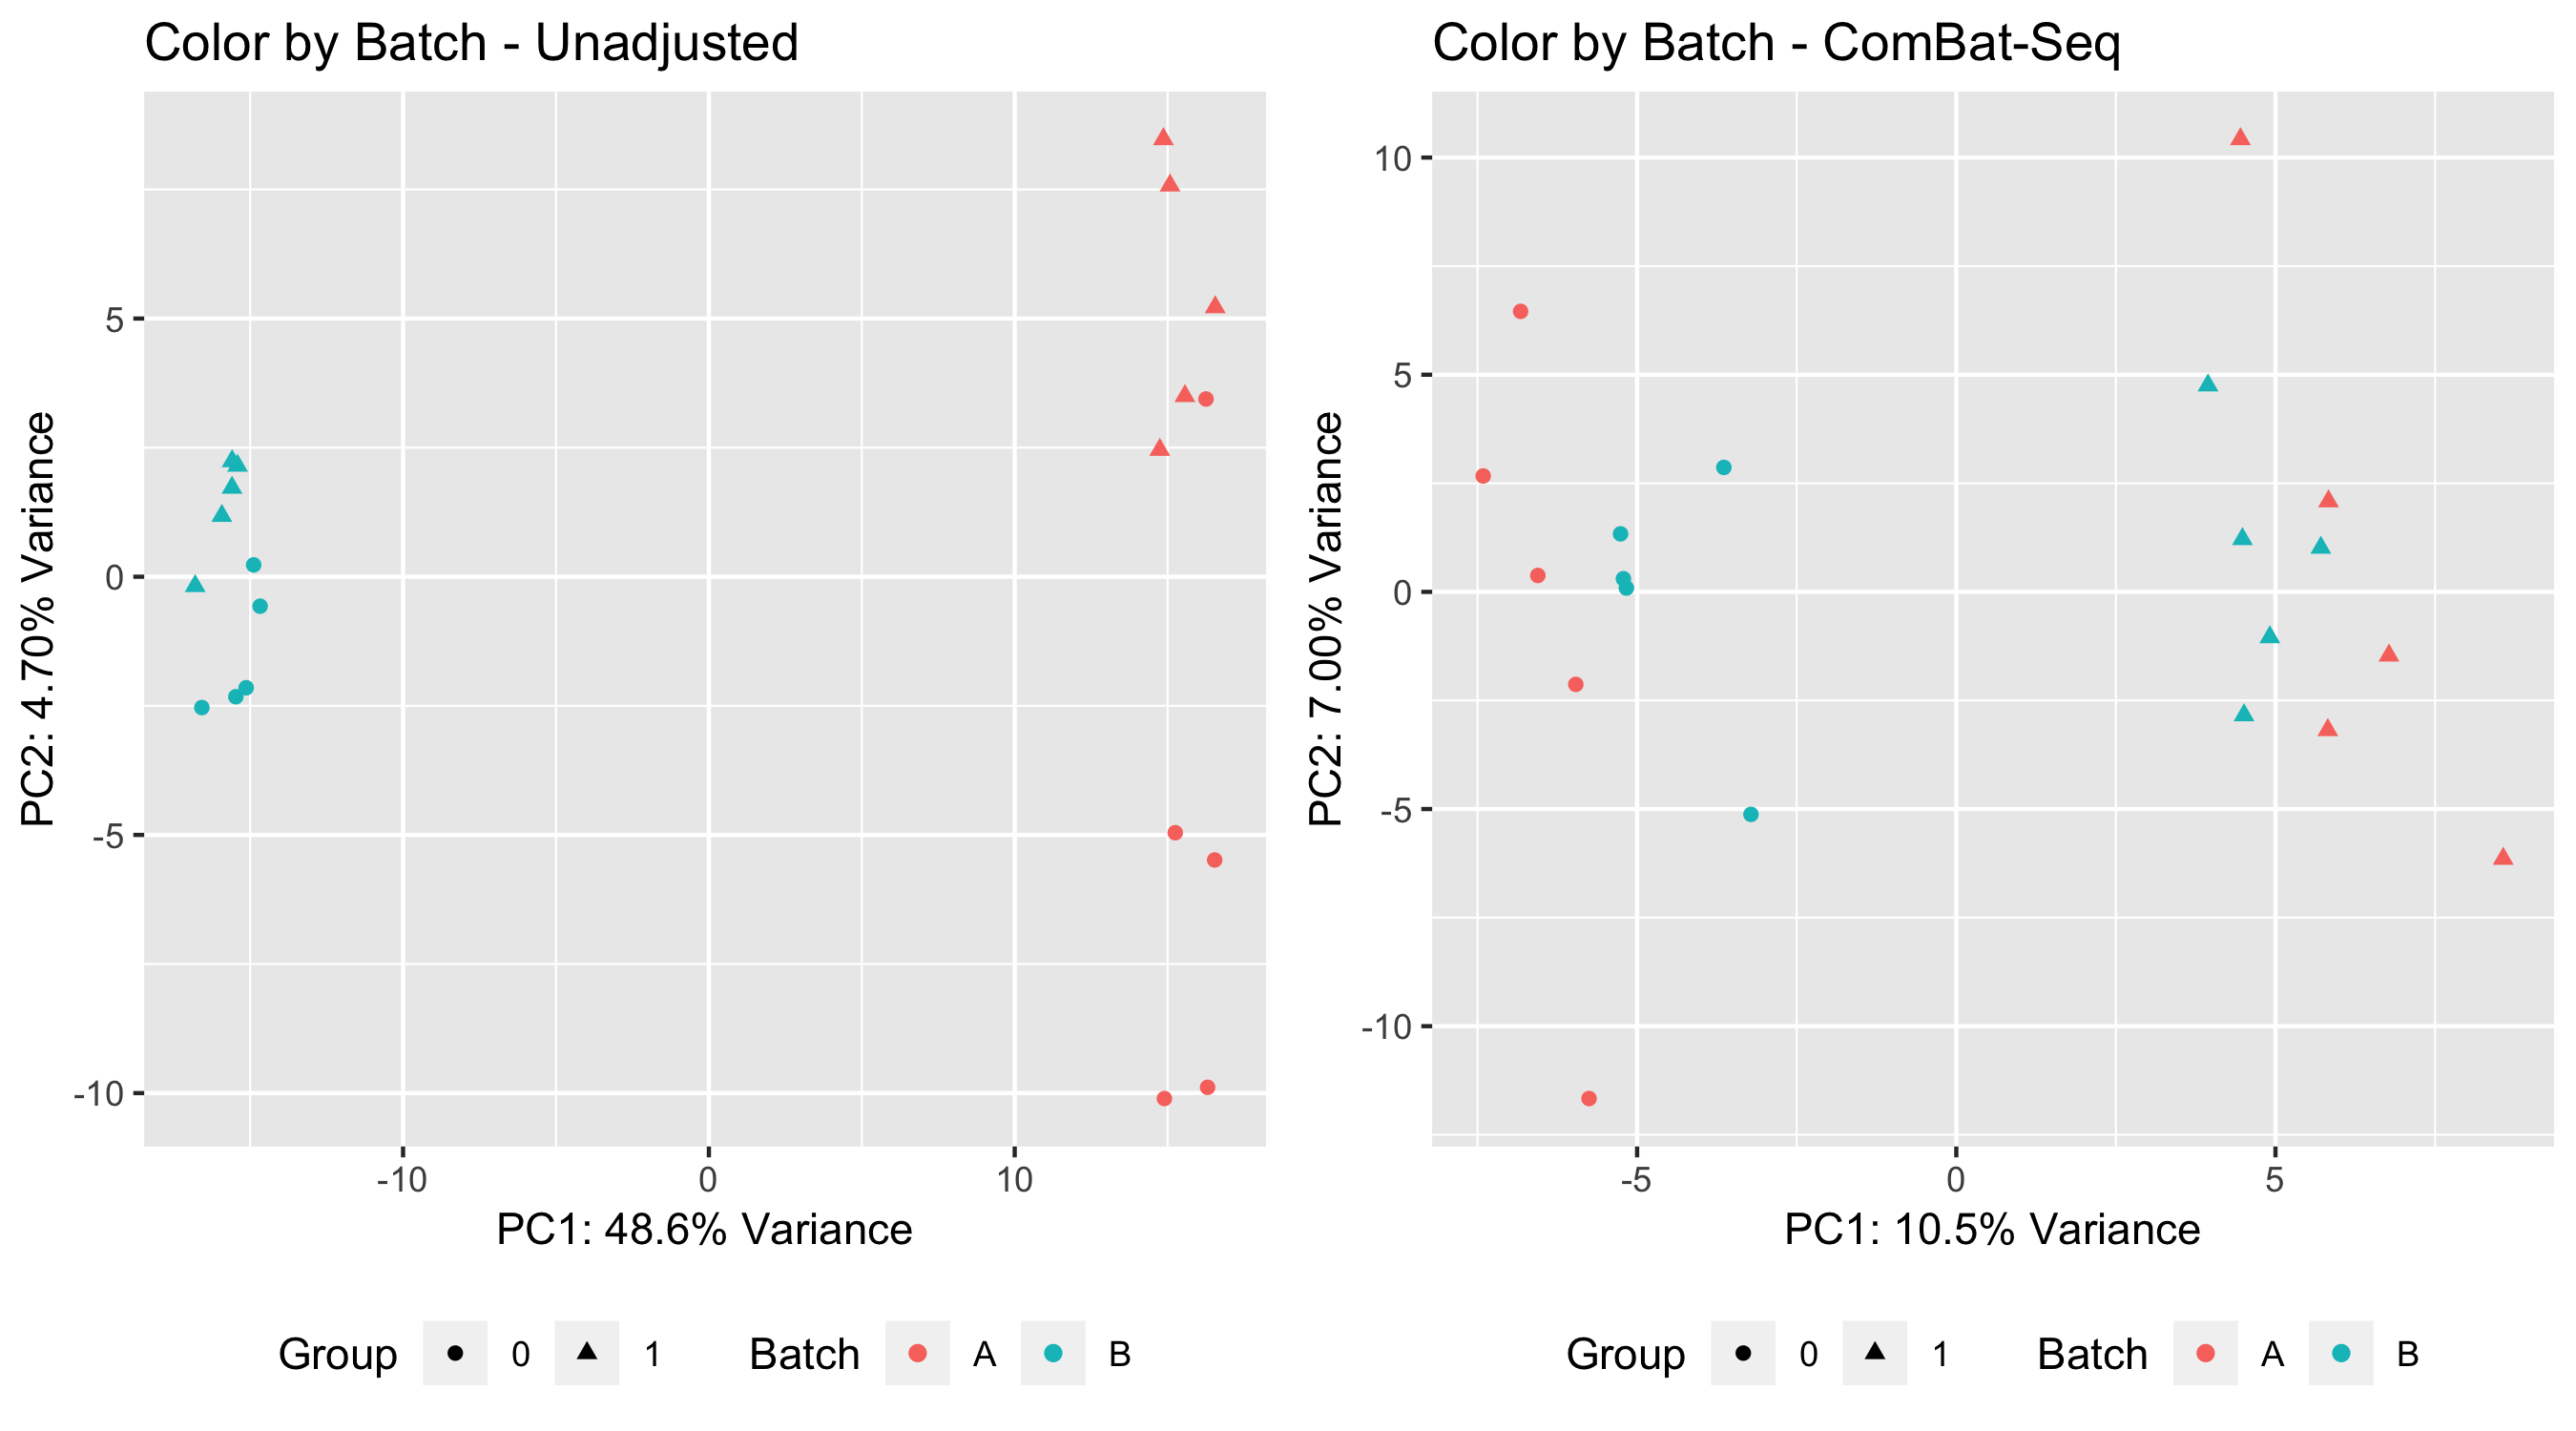 Color by Batch - Unadjusted
PC2: 4.70% Variance
5
0
-5
-10
-10
0
10
PC1: 48.6% Variance
Group 0 1 Batch A B
Color by Batch - ComBat-Seq
PC2: 7.00% Variance
10
5
0
-5
-10
-5
0
5
PC1: 10.5% Variance
Group 0 1 Batch A B